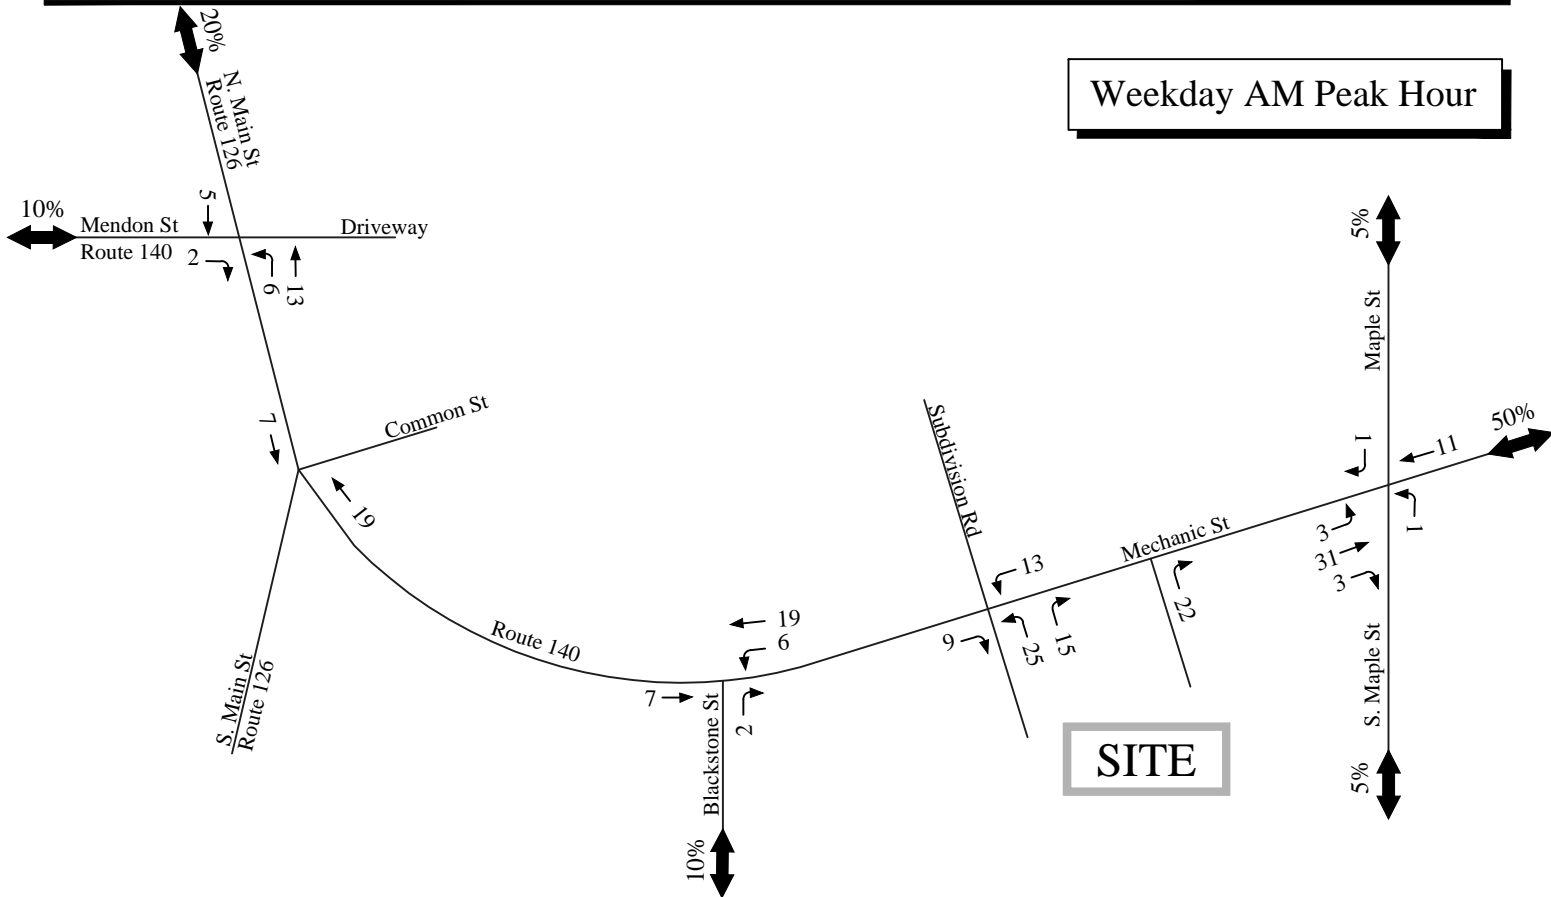 20%
Weekday AM Peak Hour
N. Main St
Route 126
10%
Mendon St
Driveway
Route 140
5
2
6
13
5%
Maple St
50%
7
Common St
19
1
11
3
31
3
1
Subdivision Rd
Mechanic St
13
9
25
15
22
Route 140
19
6
7
2
S. Main St
Route 126
Blackstone St
S. Maple St
SITE
5%
10%